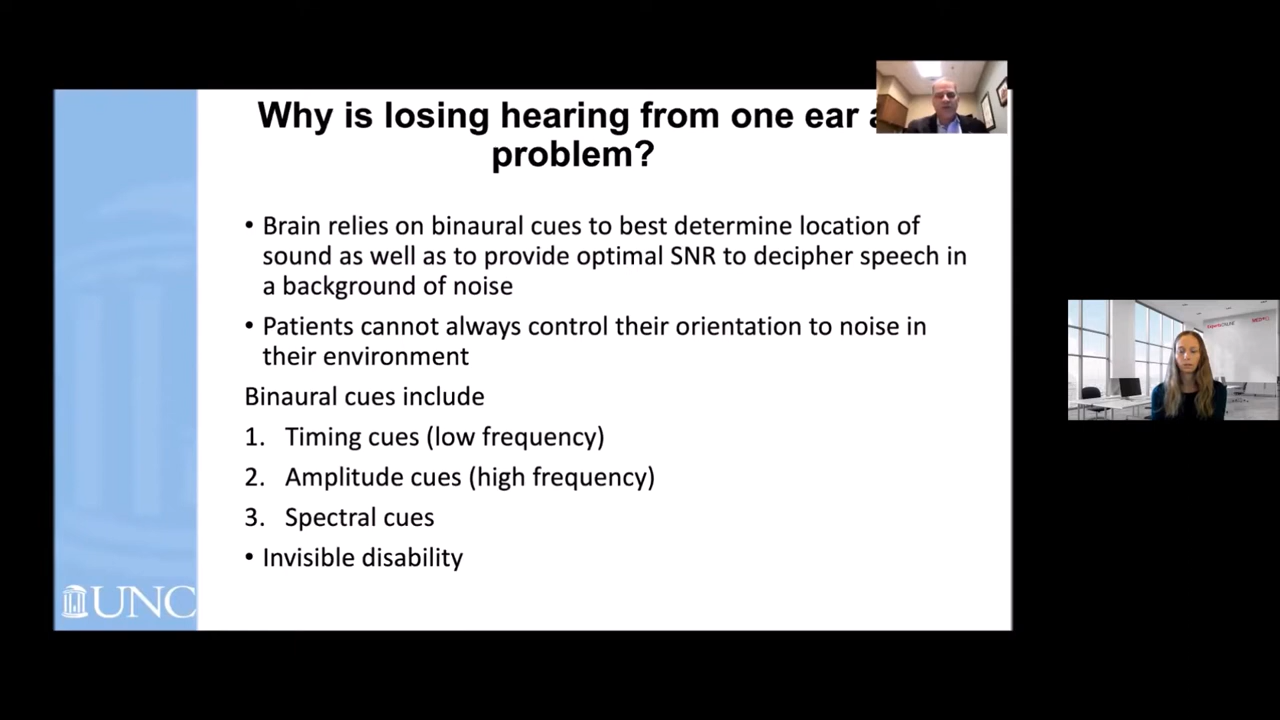 Why is losing hearing from one ear
problem?
• Brain relies on binaural cues to best determine location of
sound as well as to provide optimal SNR to decipher speech in
a background of noise
• Patients cannot always control their orientation to noise in
their environment
Binaural cues include
1. Timing cues (low frequency)
2. Amplitude cues (high frequency)
3. Spectral cues
• Invisible disability
UNC